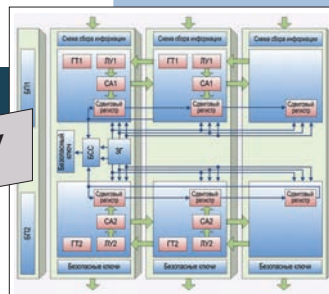 Схема сбора информации Схема сбора информации Схема сбора информации
ГТ1 ЛУ1 ГТ1 ЛУ1
СА1 СА1
БП1
Сдвиговый регистр Сдвиговый регистр Сдвиговый регистр
Безопасный ключ БСС ЗГ
Сдвиговый регистр Сдвиговый регистр Сдвиговый регистр
БП2
СА2 СА2
ГТ2 ЛУ2 ГТ2 ЛУ2
Безопасные ключи Безопасные ключи Безопасные ключи